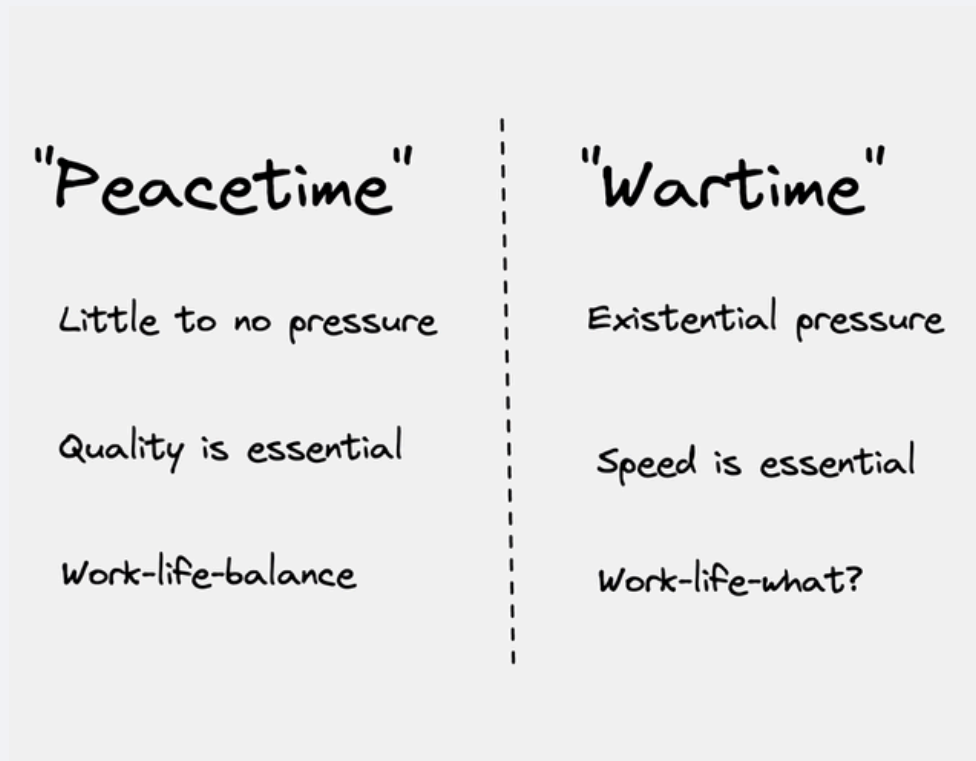 "Peacetime"
Little to no pressure
Quality is essential
Work-life-balance
"Wartime"
Existential pressure
Speed is essential
Work-life-what?